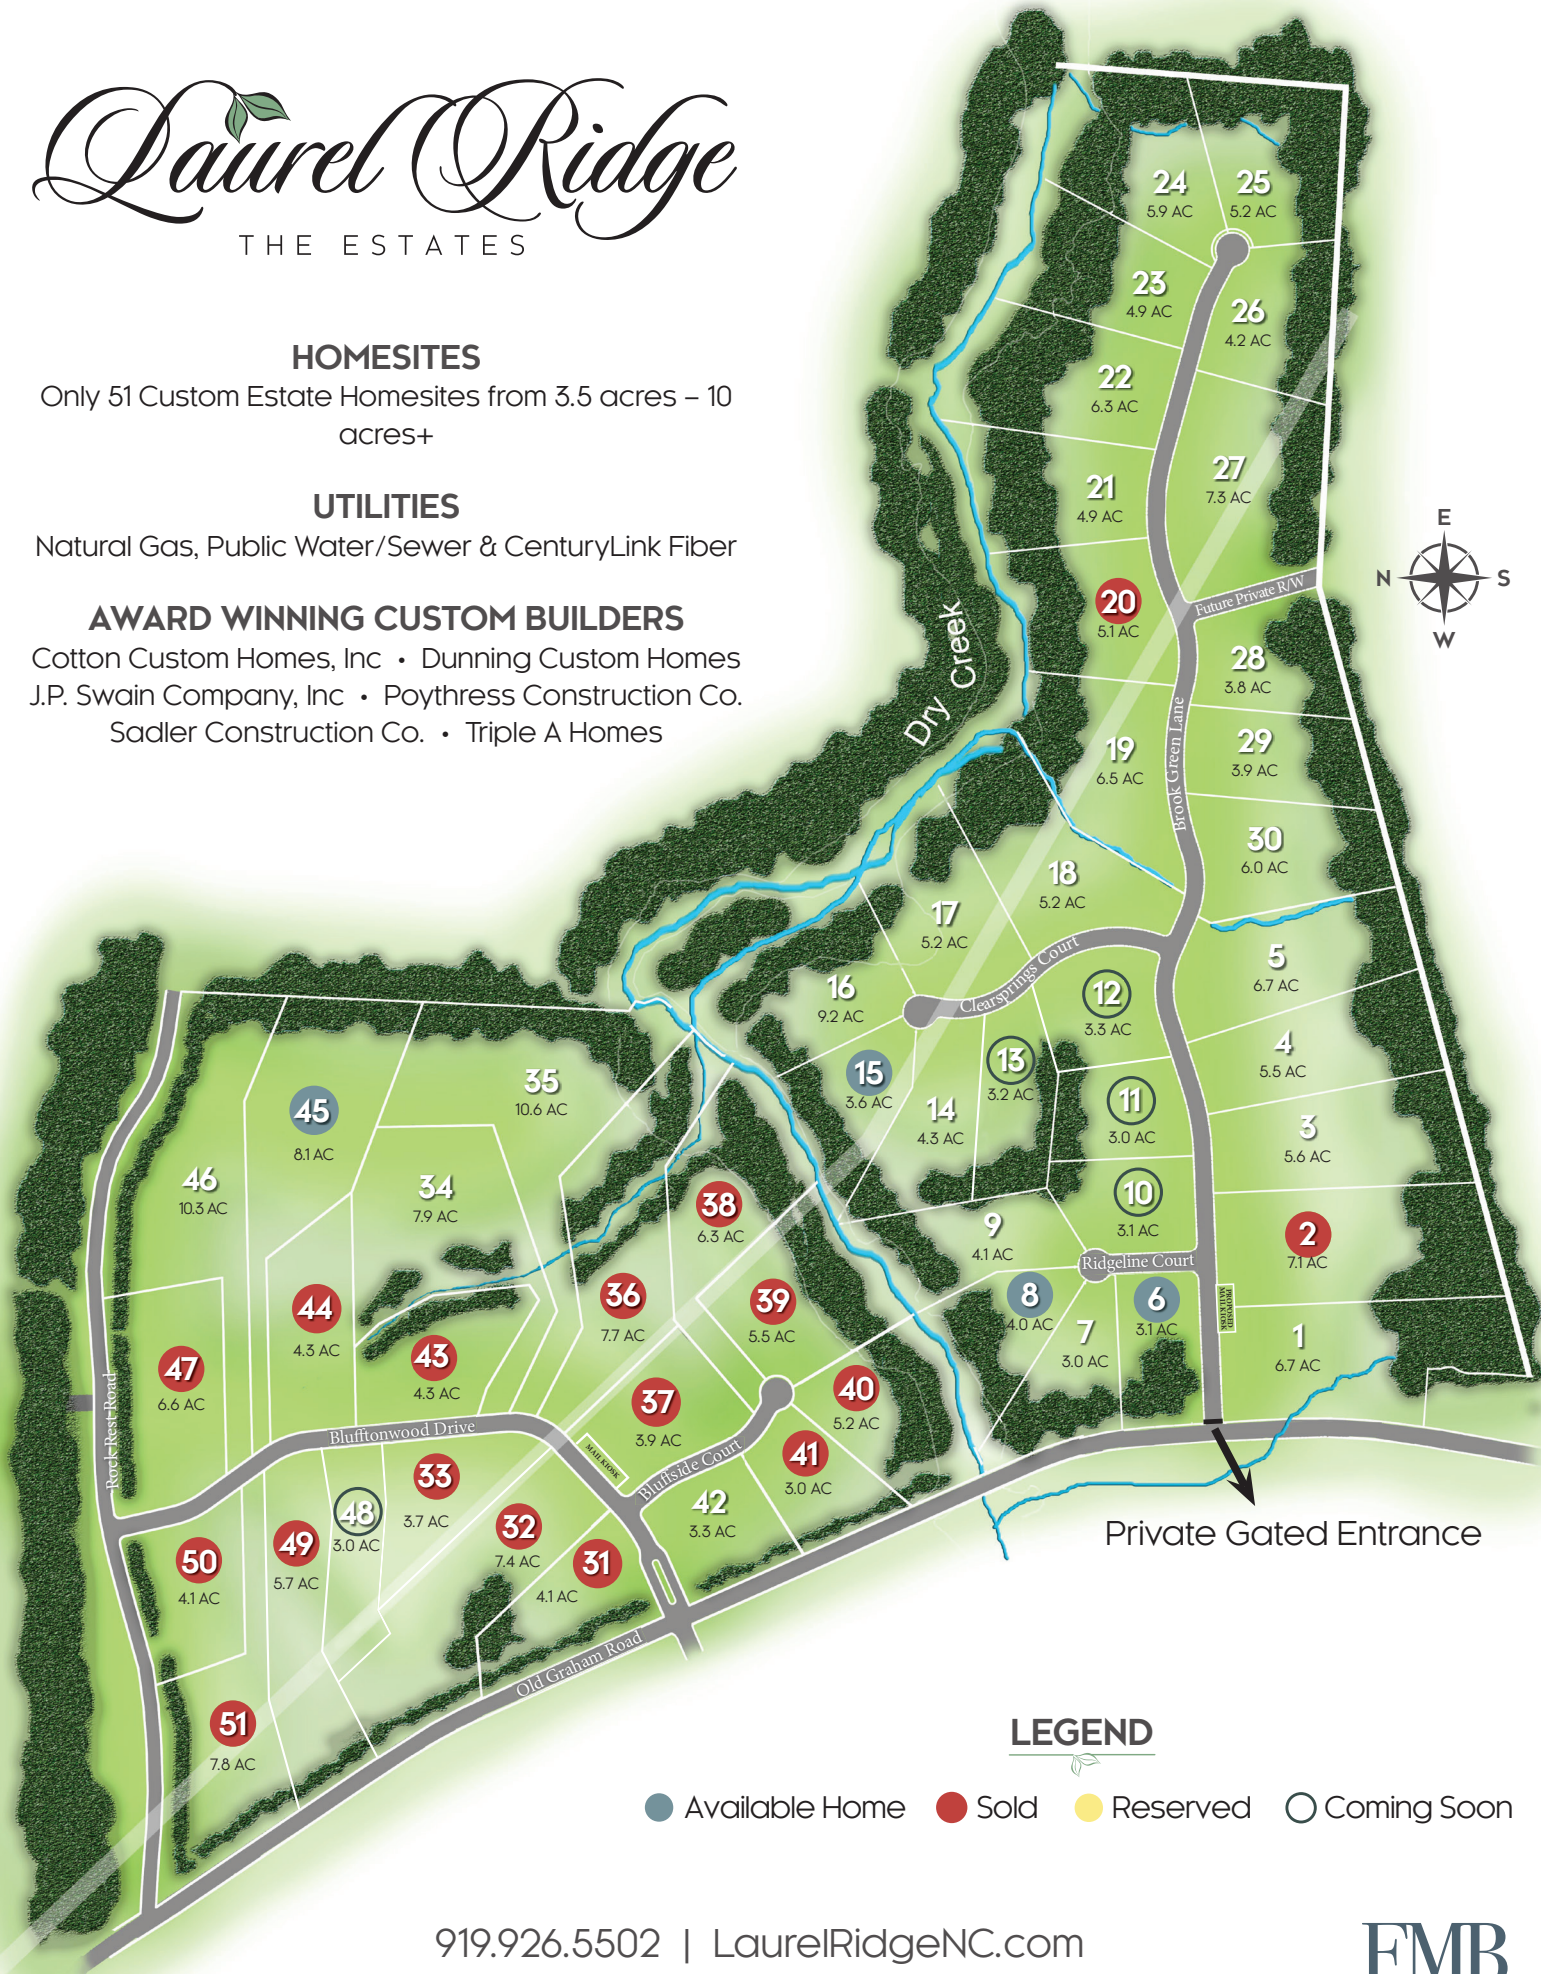 Laurel Ridge
THE ESTATES
HOMESITES
Only 51 Custom Estate Homesites from 3.5 acres – 10
acres+
UTILITIES
Natural Gas, Public Water/Sewer & CenturyLink Fiber
AWARD WINNING CUSTOM BUILDERS
Cotton Custom Homes, Inc • Dunning Custom Homes
J.P. Swain Company, Inc • Poythress Construction Co.
Sadler Construction Co. • Triple A Homes
24
5.9 AC
25
5.2 AC
23
4.9 AC
26
4.2 AC
22
6.3 AC
27
7.3 AC
21
4.9 AC
E
N
S
W
20
5.1 AC
Future Private R/W
Dry Creek
28
3.8 AC
Brook Green Lane
19
6.5 AC
29
3.9 AC
30
6.0 AC
18
5.2 AC
17
5.2 AC
Clearsprings Court
5
6.7 AC
16
9.2 AC
12
3.3 AC
4
5.5 AC
15
3.6 AC
13
3.2 AC
11
3.0 AC
14
4.3 AC
3
5.6 AC
10
3.1 AC
9
4.1 AC
2
7.1 AC
Ridgeline Court
8
4.0 AC
6
3.1 AC
PROPOSED
MAIL KIOSK
7
3.0 AC
1
6.7 AC
35
10.6 AC
45
8.1 AC
46
10.3 AC
34
7.9 AC
38
6.3 AC
44
4.3 AC
36
7.7 AC
39
5.5 AC
43
4.3 AC
47
6.6 AC
Rock Rest Road
37
3.9 AC
40
5.2 AC
Blufftonwood Drive
MAIL KIOSK
Bluffside Court
41
3.0 AC
33
3.7 AC
42
3.3 AC
48
3.0 AC
32
7.4 AC
49
5.7 AC
50
4.1 AC
31
4.1 AC
Old Graham Road
51
7.8 AC
Private Gated Entrance
LEGEND
Available Home
Sold
Reserved
Coming Soon
919.926.5502 | LaurelRidgeNC.com
FMB